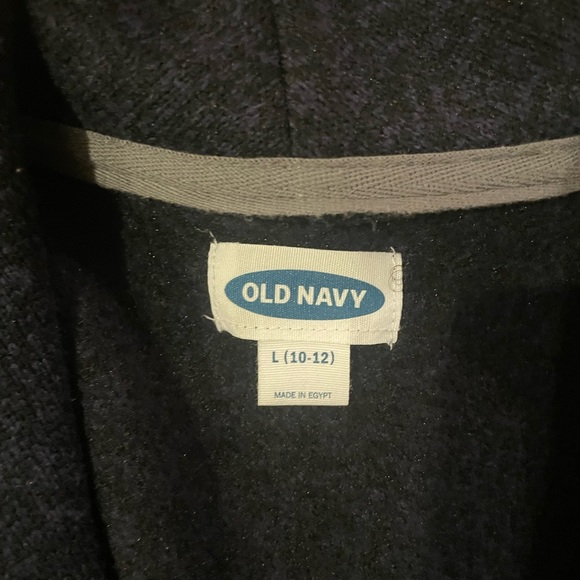 OLD NAVY
L (10-12)
MADE IN EGYPT